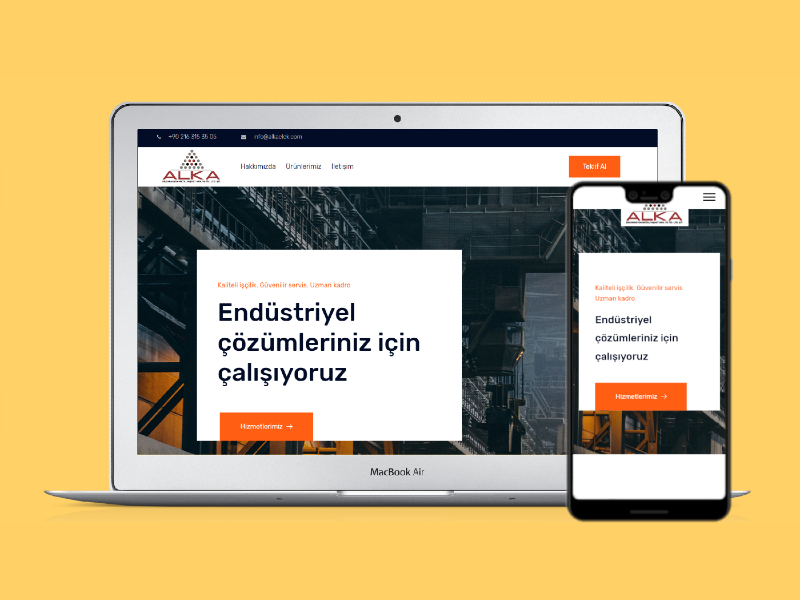 +90 216 315 35 05
info@alkaelek.com
ALKA
Hakkımızda Ürünlerimiz İletişim
Teklif Al
Kaliteli işçilik. Güvenilir servis. Uzman kadro
Endüstriyel
çözümleriniz için
çalışıyoruz
Hizmetlerimiz →
MacBook Air
ALKA
Kaliteli işçilik. Güvenilir servis.
Uzman kadro
Endüstriyel
çözümleriniz için
çalışıyoruz
Hizmetlerimiz →